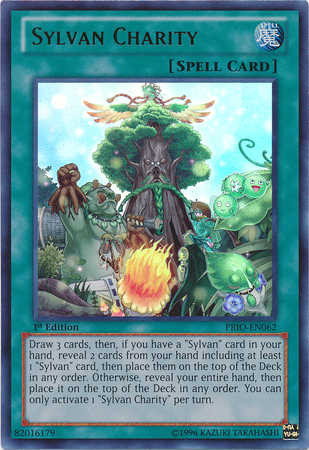 Sylvan Charity
SPELL
魔
[Spell Card]
1st Edition
PRIO-EN062
Draw 3 cards, then, if you have a "Sylvan" card in your
hand, reveal 2 cards from your hand including at least
1 "Sylvan" card, then place them on the top of the Deck
in any order. Otherwise, reveal your entire hand, then
place it on the top of the Deck in any order. You can
only activate 1 "Sylvan Charity" per turn.
82016179
©1996 KAZUKI TAKAHASHI